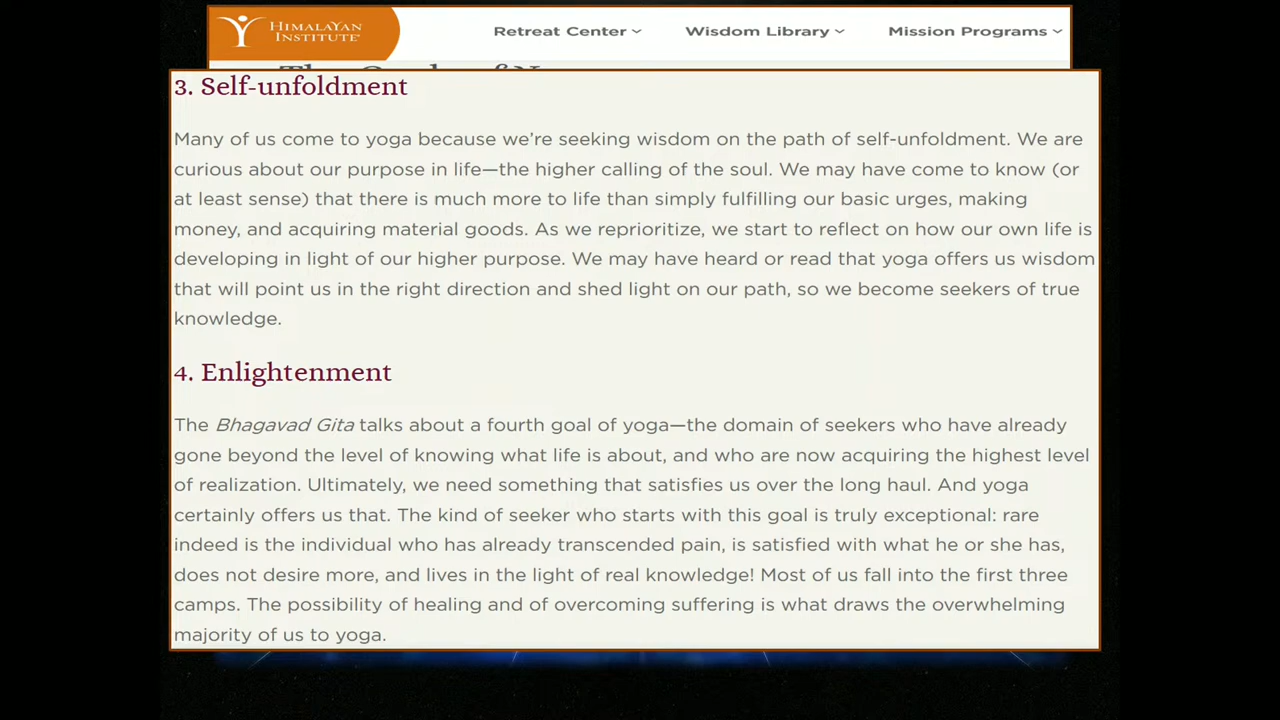 HIMALAYAN
INSTITUTE
Retreat Center
Wisdom Library
Mission Programs
3. Self-unfoldment
Many of us come to yoga because we’re seeking wisdom on the path of self-unfoldment. We are
curious about our purpose in life—the higher calling of the soul. We may have come to know (or
at least sense) that there is much more to life than simply fulfilling our basic urges, making
money, and acquiring material goods. As we reprioritize, we start to reflect on how our own life is
developing in light of our higher purpose. We may have heard or read that yoga offers us wisdom
that will point us in the right direction and shed light on our path, so we become seekers of true
knowledge.
4. Enlightenment
The Bhagavad Gita talks about a fourth goal of yoga—the domain of seekers who have already
gone beyond the level of knowing what life is about, and who are now acquiring the highest level
of realization. Ultimately, we need something that satisfies us over the long haul. And yoga
certainly offers us that. The kind of seeker who starts with this goal is truly exceptional: rare
indeed is the individual who has already transcended pain, is satisfied with what he or she has,
does not desire more, and lives in the light of real knowledge! Most of us fall into the first three
camps. The possibility of healing and of overcoming suffering is what draws the overwhelming
majority of us to yoga.